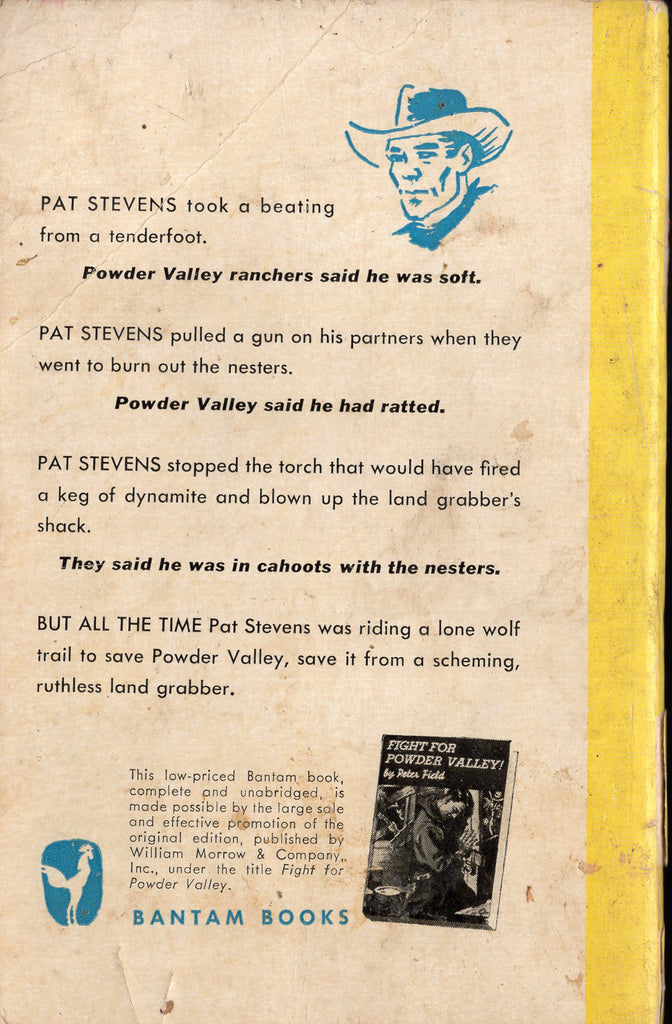 PAT STEVENS took a beating
from a tenderfoot.
Powder Valley ranchers said he was soft.
PAT STEVENS pulled a gun on his partners when they
went to burn out the nesters.
Powder Valley said he had ratted.
PAT STEVENS stopped the torch that would have fired
a keg of dynamite and blown up the land grabber's
shack.
They said he was in cahoots with the nesters.
BUT ALL THE TIME Pat Stevens was riding a lone wolf
trail to save Powder Valley, save it from a scheming,
ruthless land grabber.
This low-priced Bantam book,
complete and unabridged, is
made possible by the large sale
and effective promotion of the
original edition, published by
William Morrow & Company,
Inc., under the title Fight for
Powder Valley.
BANTAM BOOKS
FIGHT FOR
POWDER VALLEY!
by Peter Field